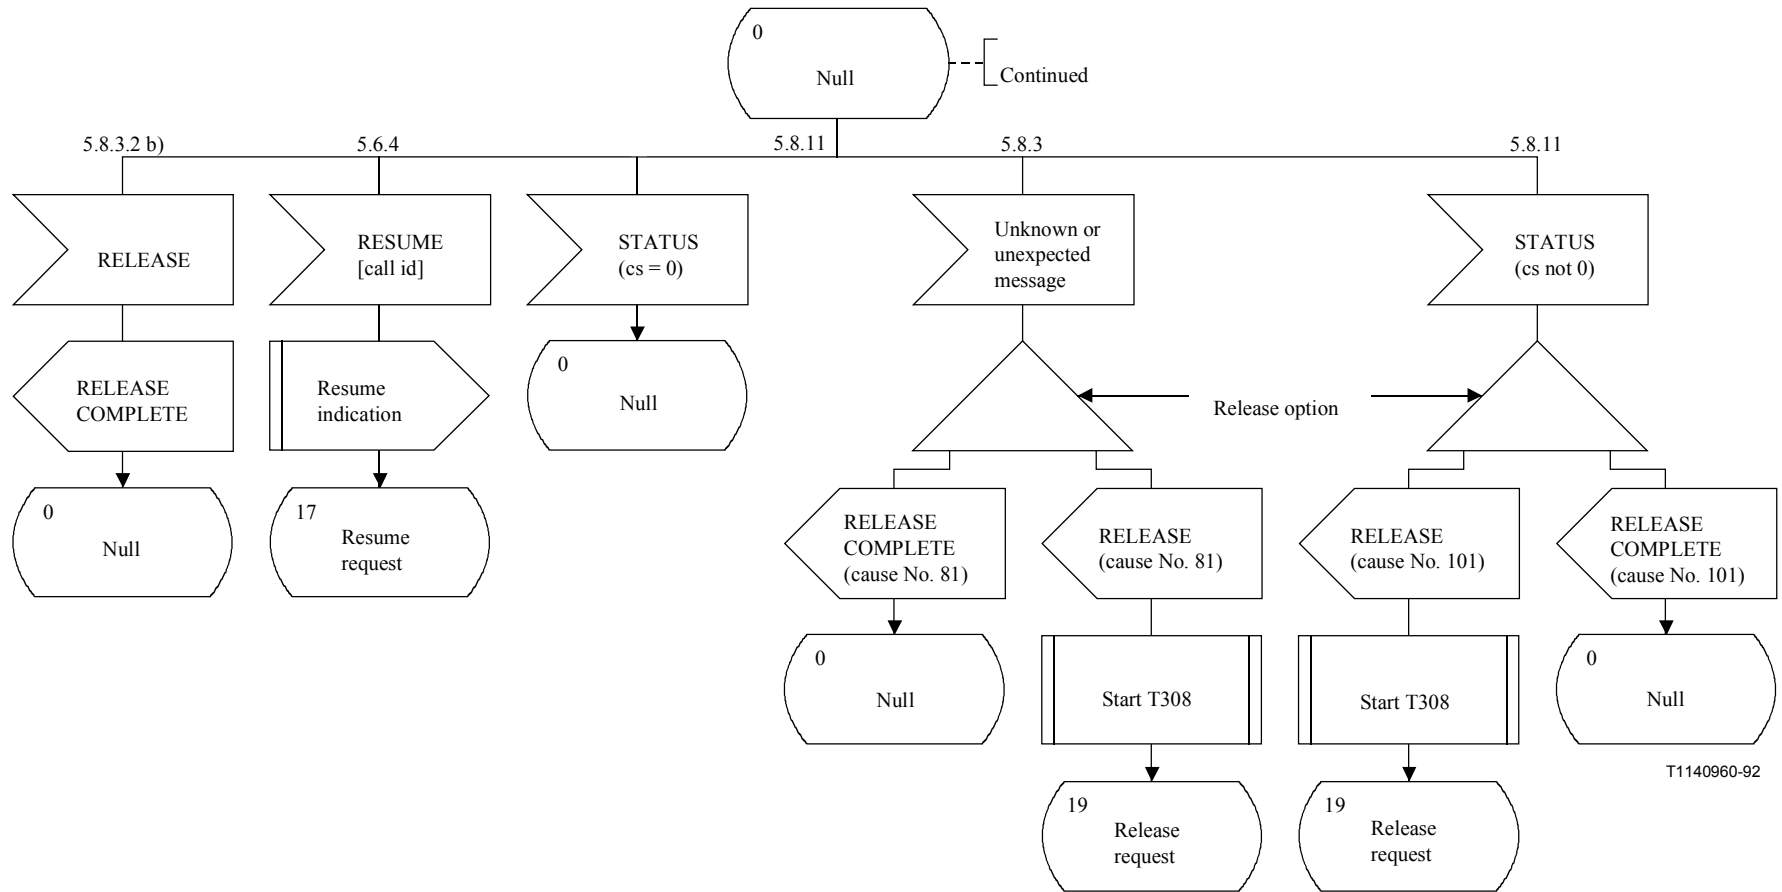 0
Null
Continued
5.8.3.2 b)
5.6.4
5.8.11
5.8.3
5.8.11
RELEASE
RESUME
[call id]
STATUS
(cs = 0)
Unknown or
unexpected
message
STATUS
(cs not 0)
RELEASE
COMPLETE
Resume
indication
0
Null
Release option
0
Null
17
Resume
request
RELEASE
COMPLETE
(cause No. 81)
RELEASE
(cause No. 81)
RELEASE
(cause No. 101)
RELEASE
COMPLETE
(cause No. 101)
0
Null
Start T308
Start T308
0
Null
T1140960-92
19
Release
request
19
Release
request